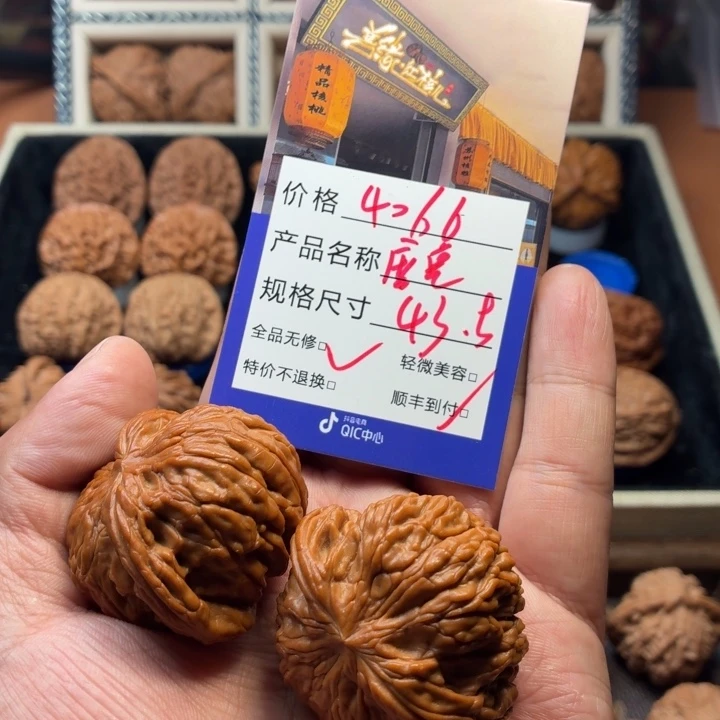 精品核桃
价格 4266
产品名称
规格尺寸 43.5
全品无修□✓
轻微美容□
特价不退换□
顺丰到付□
抖音电商
QIC中心